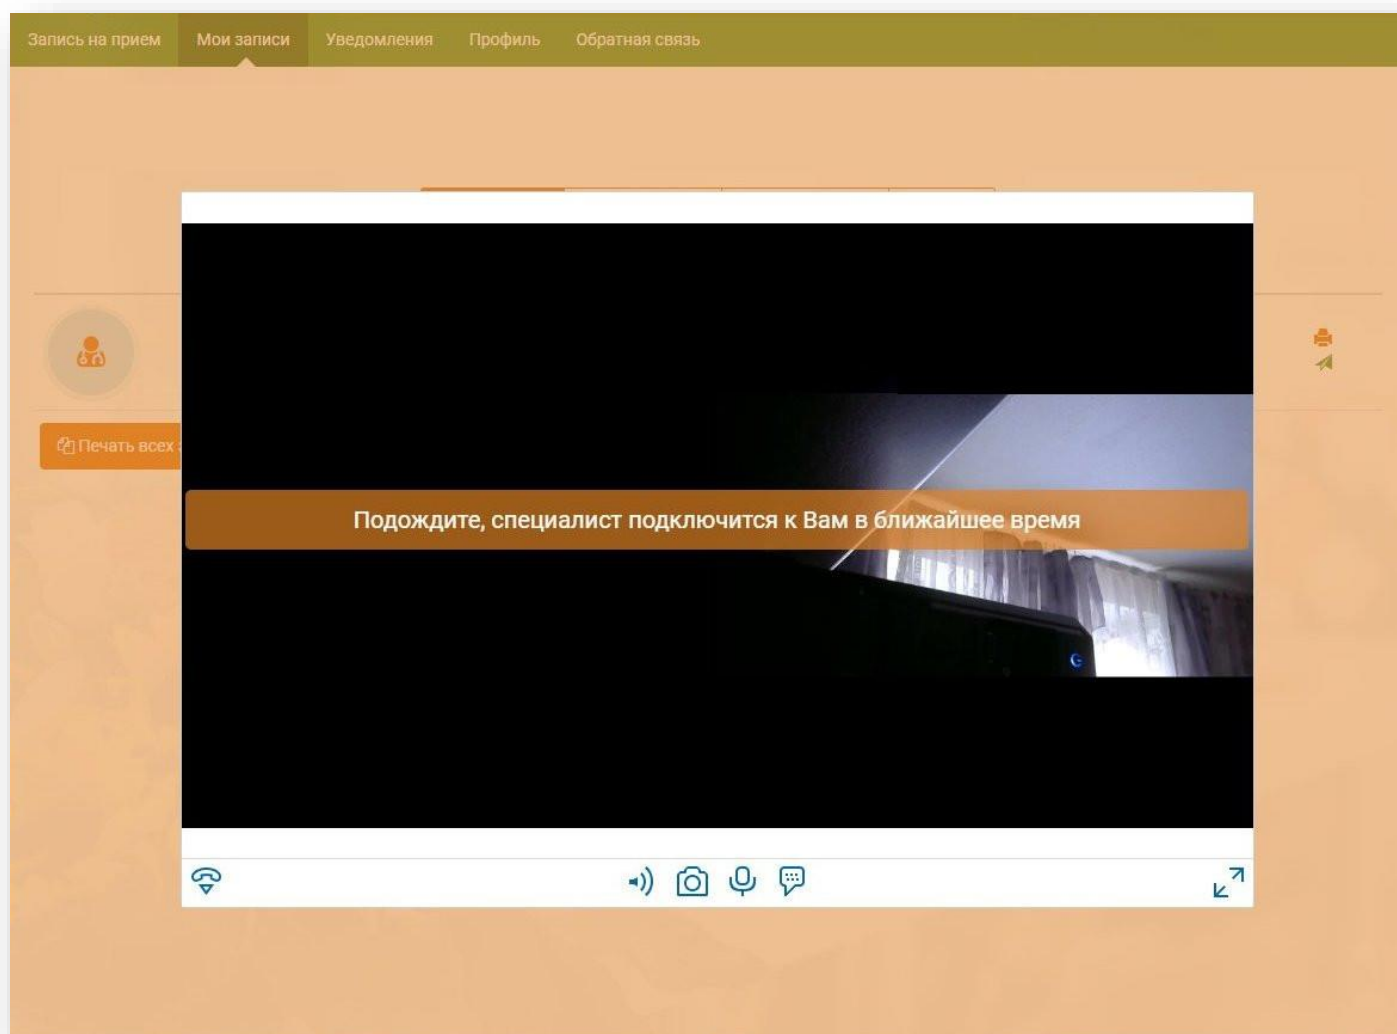 Запись на прием Мои записи Уведомления Профиль Обратная связь
Печать всех
Подождите, специалист подключится к Вам в ближайшее время